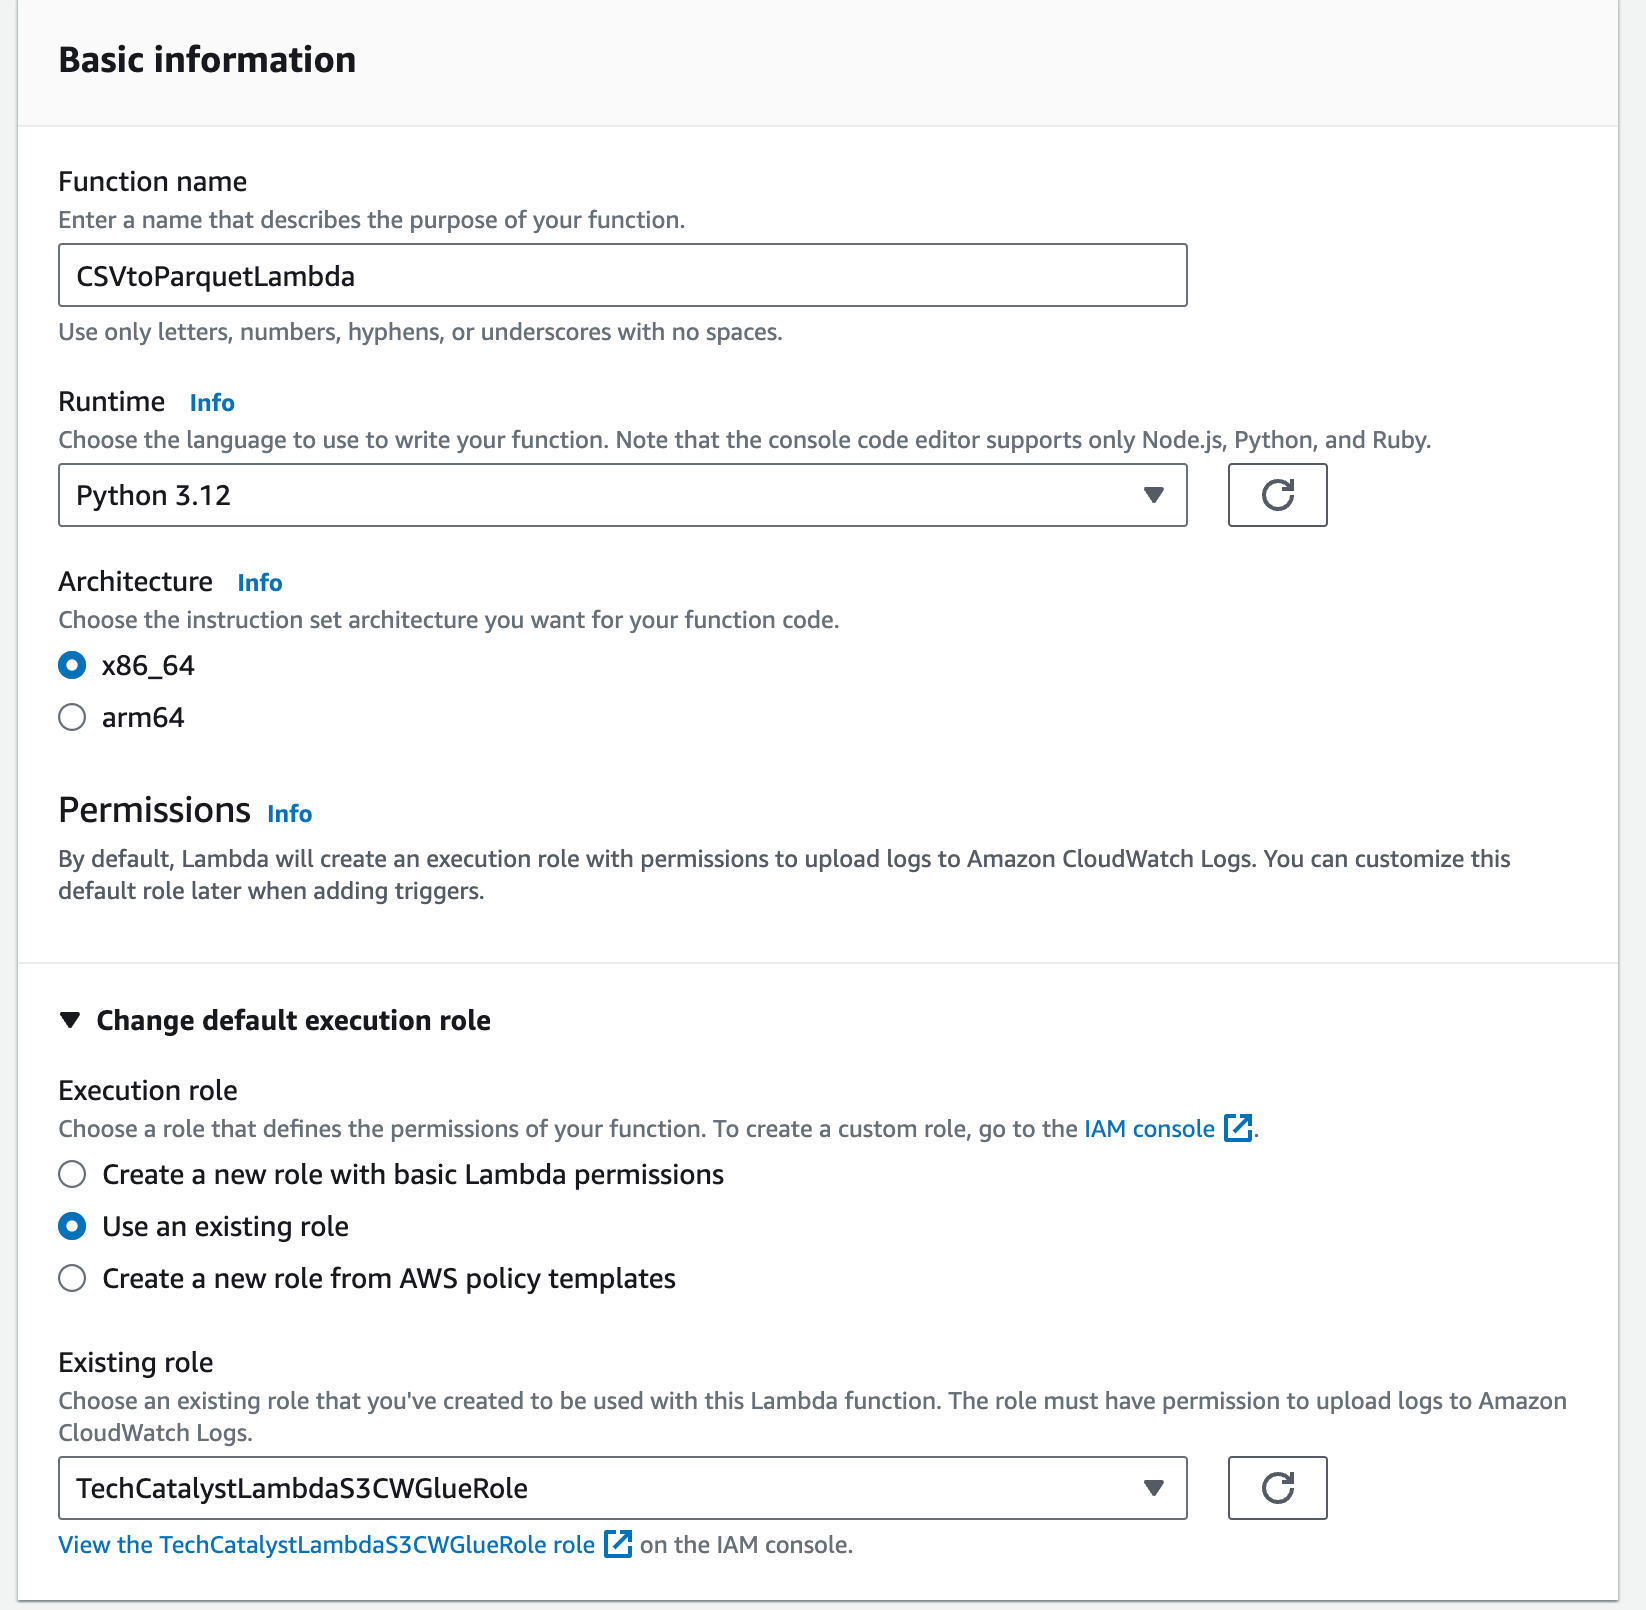 Basic information
Function name
Enter a name that describes the purpose of your function.
CSVtoParquetLambda
Use only letters, numbers, hyphens, or underscores with no spaces.
Runtime Info
Choose the language to use to write your function. Note that the console code editor supports only Node.js, Python, and Ruby.
Python 3.12
Architecture Info
Choose the instruction set architecture you want for your function code.
x86_64
arm64
Permissions Info
By default, Lambda will create an execution role with permissions to upload logs to Amazon CloudWatch Logs. You can customize this
default role later when adding triggers.
Change default execution role
Execution role
Choose a role that defines the permissions of your function. To create a custom role, go to the IAM console.
Create a new role with basic Lambda permissions
Use an existing role
Create a new role from AWS policy templates
Existing role
Choose an existing role that you've created to be used with this Lambda function. The role must have permission to upload logs to Amazon
CloudWatch Logs.
TechCatalystLambdaS3CWGlueRole
View the TechCatalystLambdaS3CWGlueRole role on the IAM console.